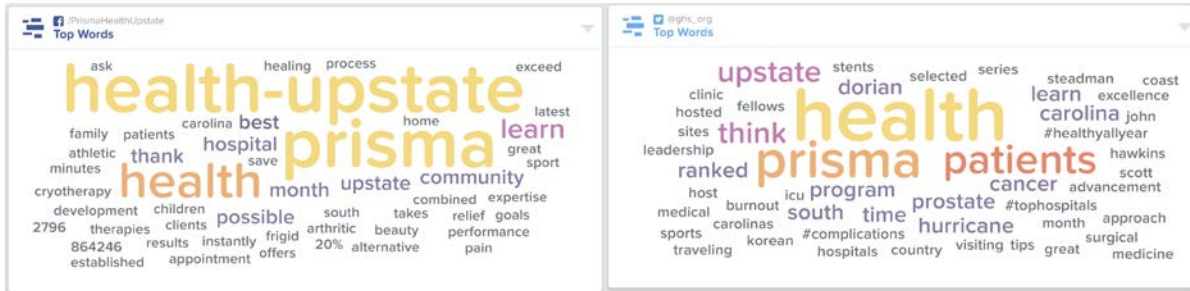 /PrismaHealthUpstate
Top Words
ask healing process exceed
health-upstate
latest
carolina best home
family patients prisma learn
hospital great
athletic thank save sport
minutes
health month upstate community
cryotherapy combined expertise
development children possible south takes relief goals
2796 therapies clients arthritic beauty performance
864246 results instantly frigid 20% alternative pain
established appointment offers
@ghs_org
Top Words
upstate stents selected series steadman coast
clinic dorian learn excellence
hosted fellows health carolina john
sites think #healthyallyear
leadership prisma patients hawkins
ranked scott
host icu program cancer advancement
burnout prostate #tophospitals
medical south time month approach
sports carolinas hurricane surgical
korean #complications visiting tips great
traveling hospitals country medicine